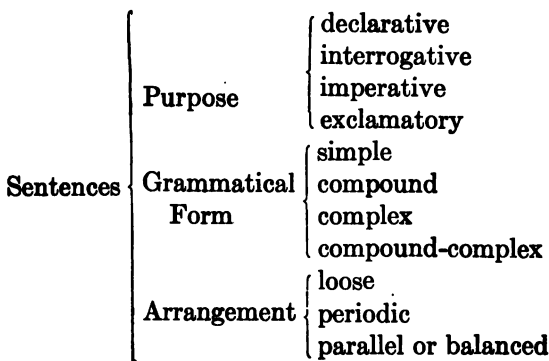 declarative
interrogative
Purpose
imperative
exclamatory
simple
Sentences
Grammatical
compound
Form
complex
compound-complex
loose
Arrangement
periodic
parallel or balanced